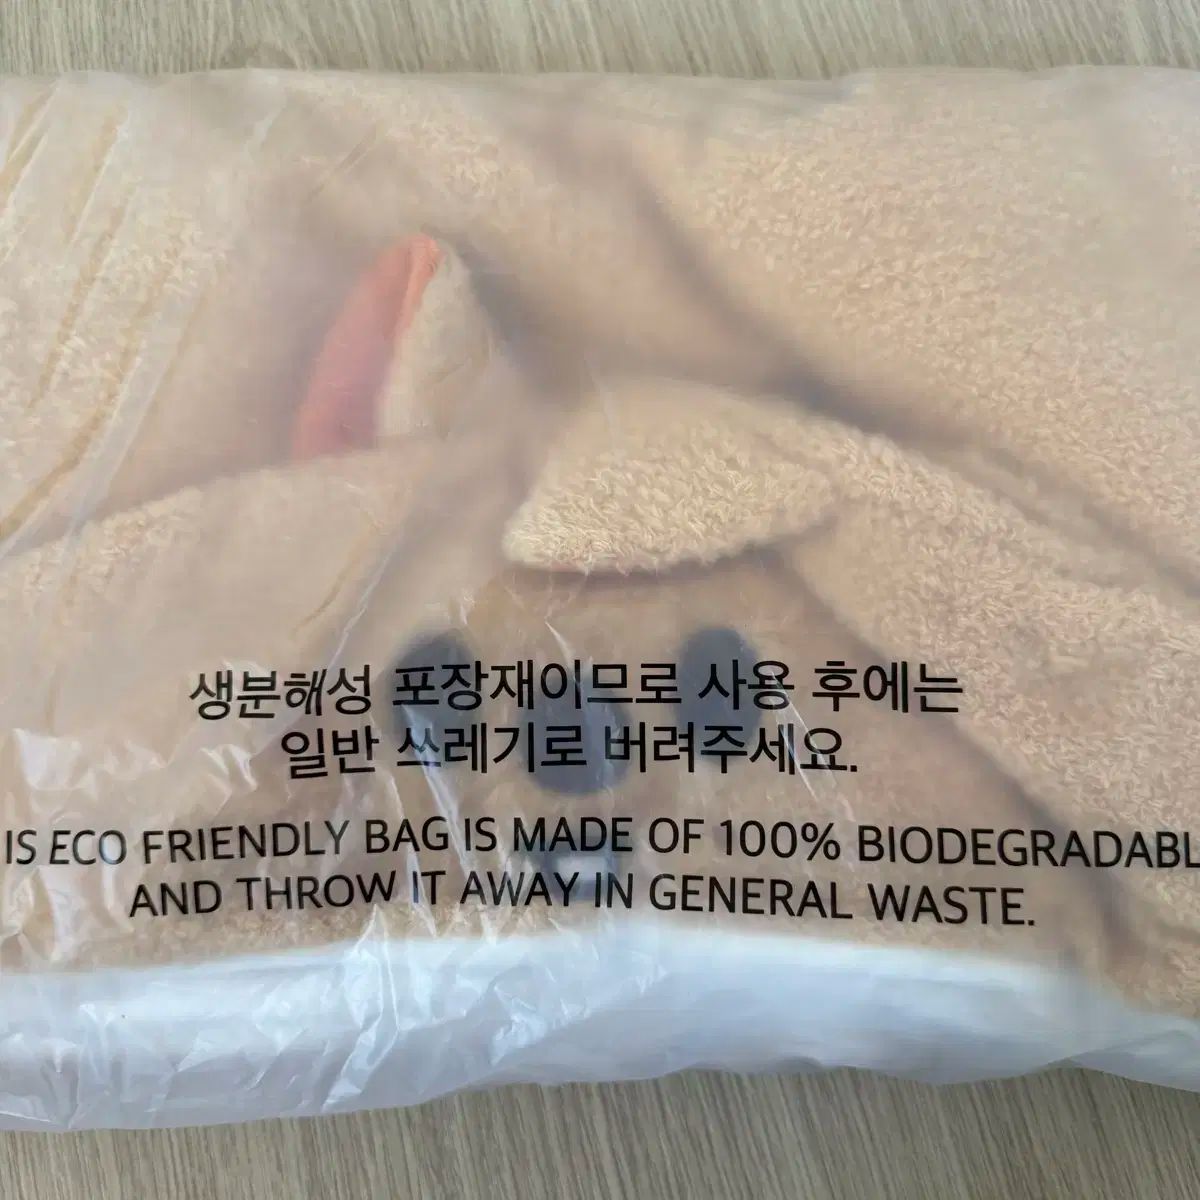 생분해성 포장재이므로 사용 후에는
일반 쓰레기로 버려주세요.
IS ECO FRIENDLY BAG IS MADE OF 100% BIODEGRADABL
AND THROW IT AWAY IN GENERAL WASTE.